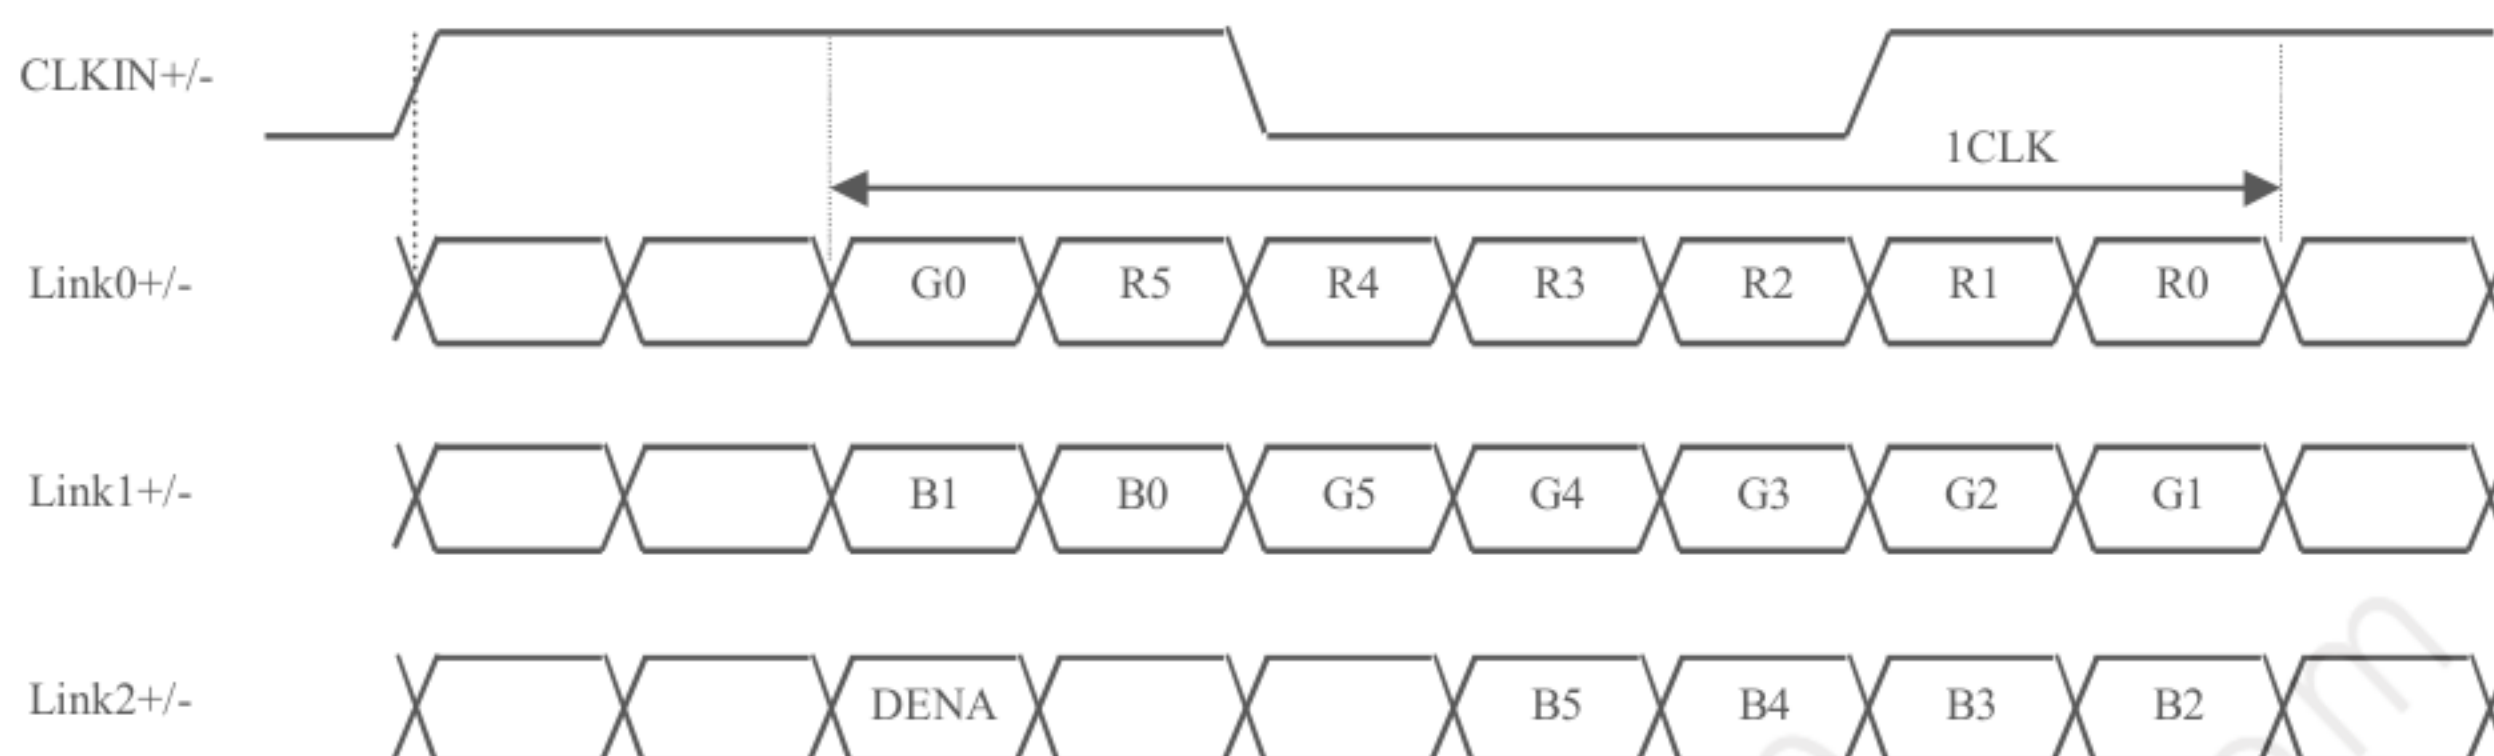 CLKIN+/-
1CLK
Link0+/- G0 R5 R4 R3 R2 R1 R0
Link1+/- B1 B0 G5 G4 G3 G2 G1
Link2+/- DENA B5 B4 B3 B2